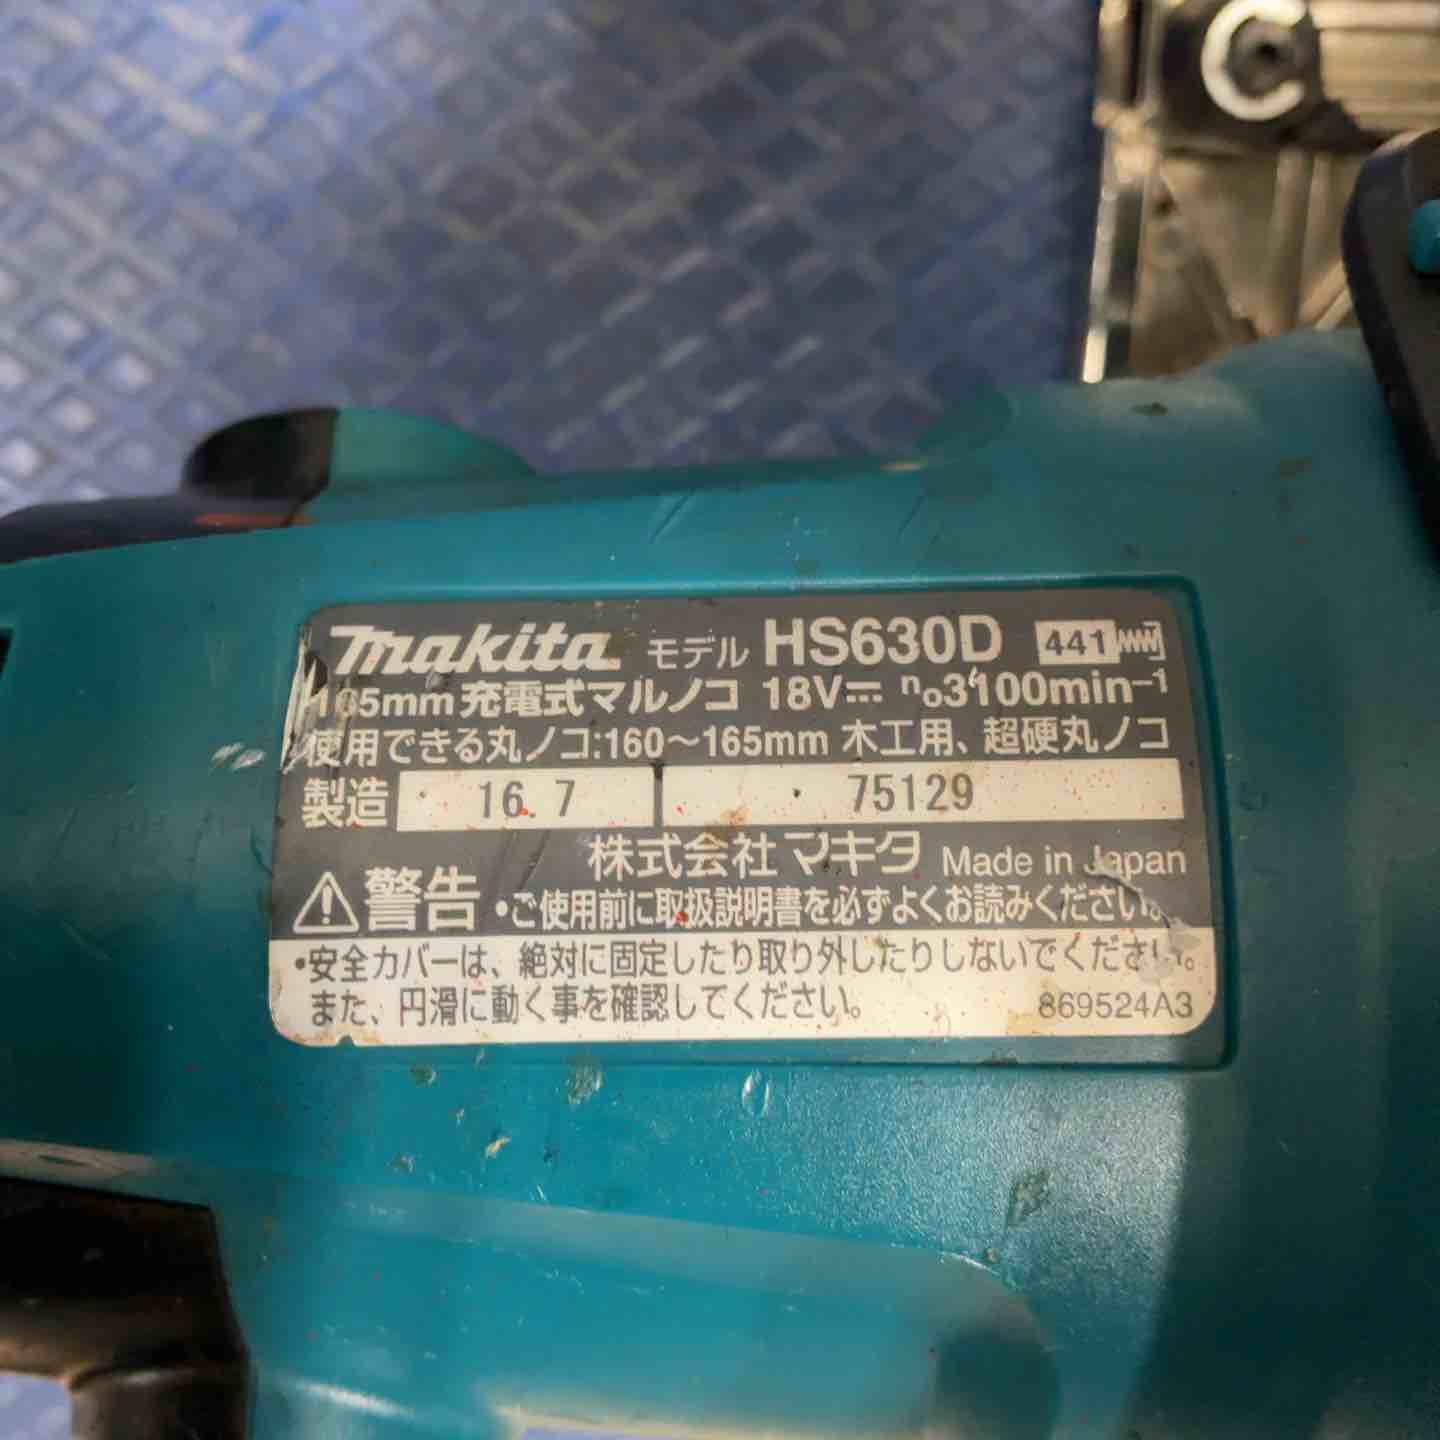 makita モデル HS630D 441
165mm 充電式マルノコ 18V⎓ n₀3'100min⁻¹
使用できる丸ノコ:160～165mm 木工用、超硬丸ノコ
製造 16.7 75129
株式会社マキタ Made in Japan
⚠警告 •ご使用前に取扱説明書を必ずよくお読みください。
•安全カバーは、絶対に固定したり取り外したりしないでください。
また、円滑に動く事を確認してください。 869524A3